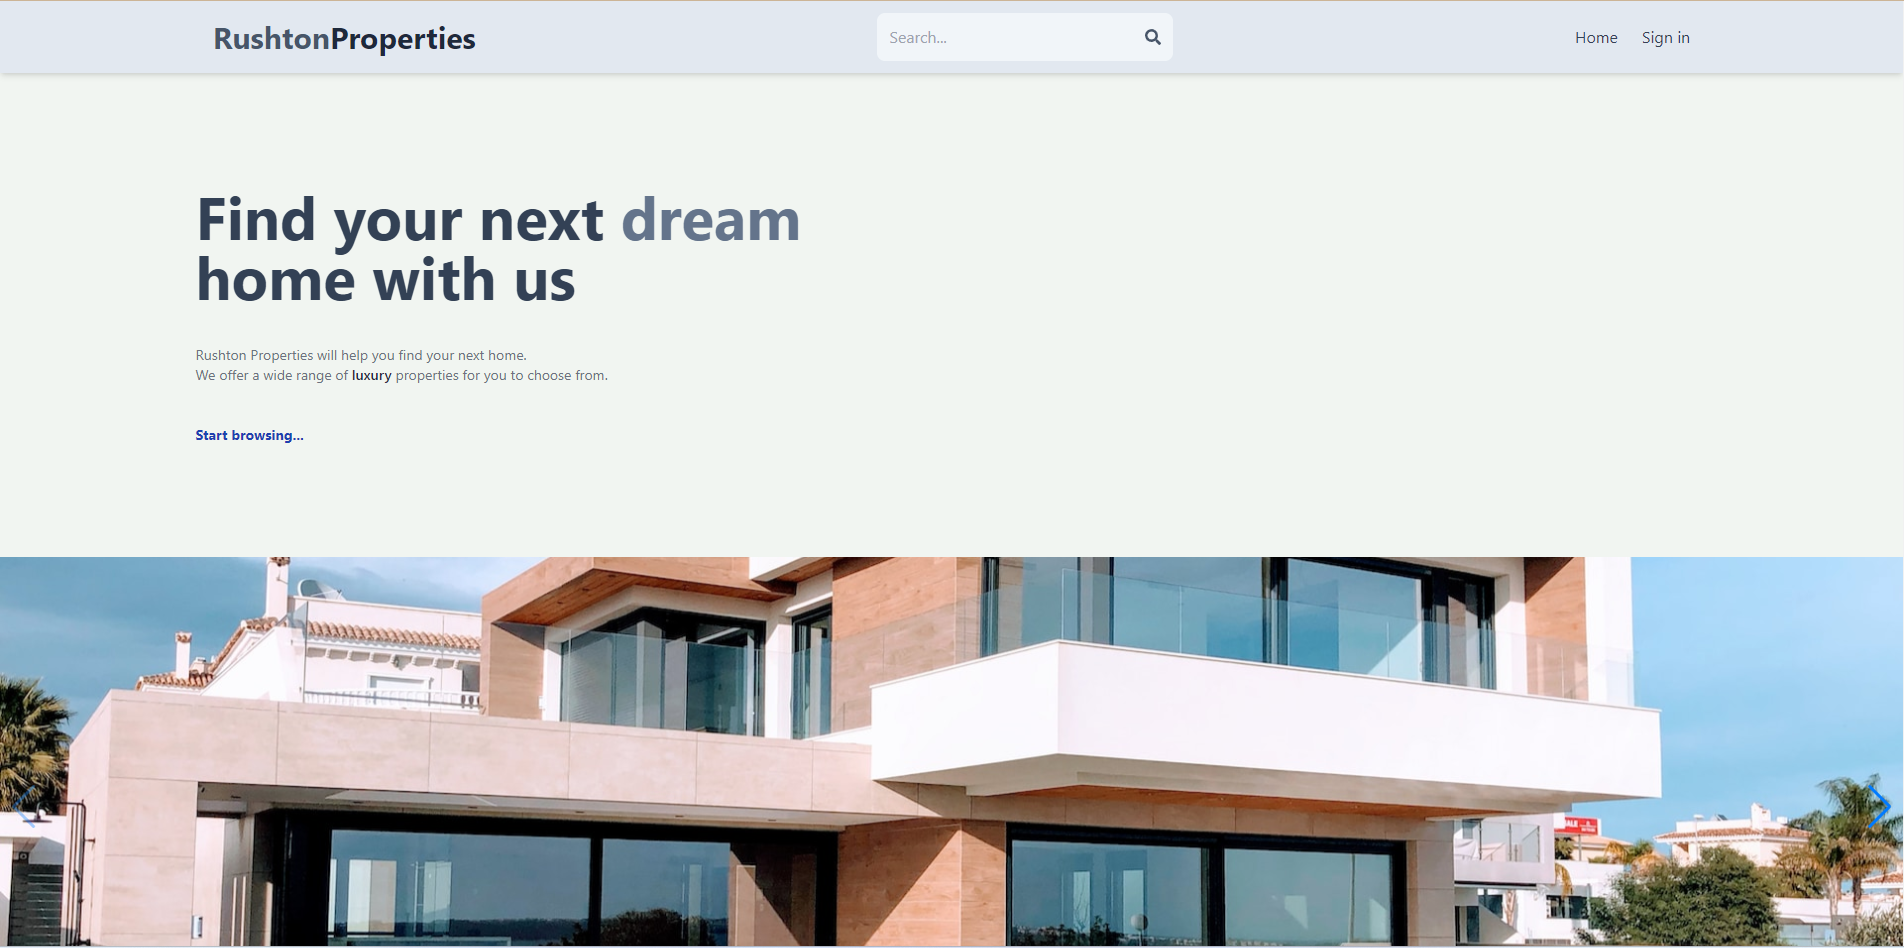 RushtonProperties
Search...
Home
Sign in
Find your next dream
home with us
Rushton Properties will help you find your next home.
We offer a wide range of luxury properties for you to choose from.
Start browsing...